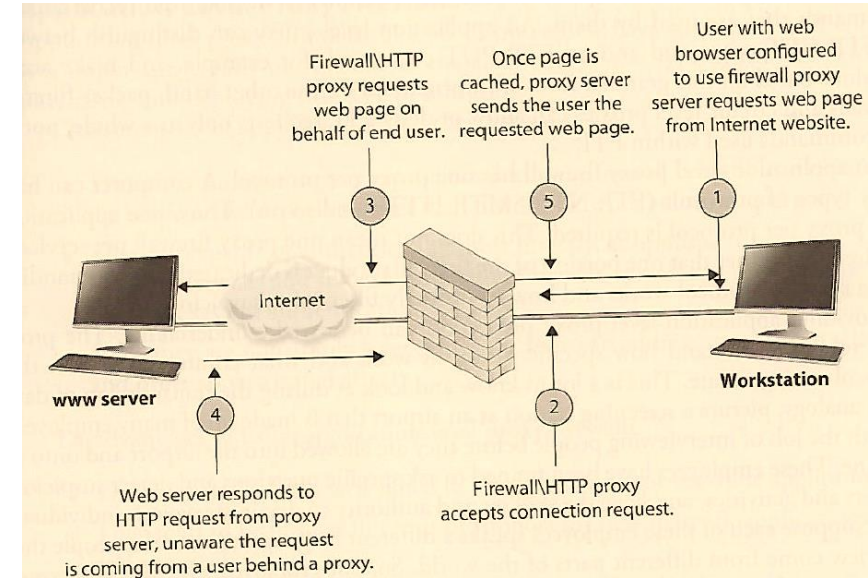 Firewall\HTTP
proxy requests
web page on
behalf of end user.
Once page is
cached, proxy server
sends the user the
requested web page.
User with web
browser configured
to use firewall proxy
server requests web page
from Internet website.
3
5
1
Internet
www server
Workstation
4
2
Web server responds to
HTTP request from proxy
server, unaware the request
is coming from a user behind a proxy.
Firewall\HTTP proxy
accepts connection request.